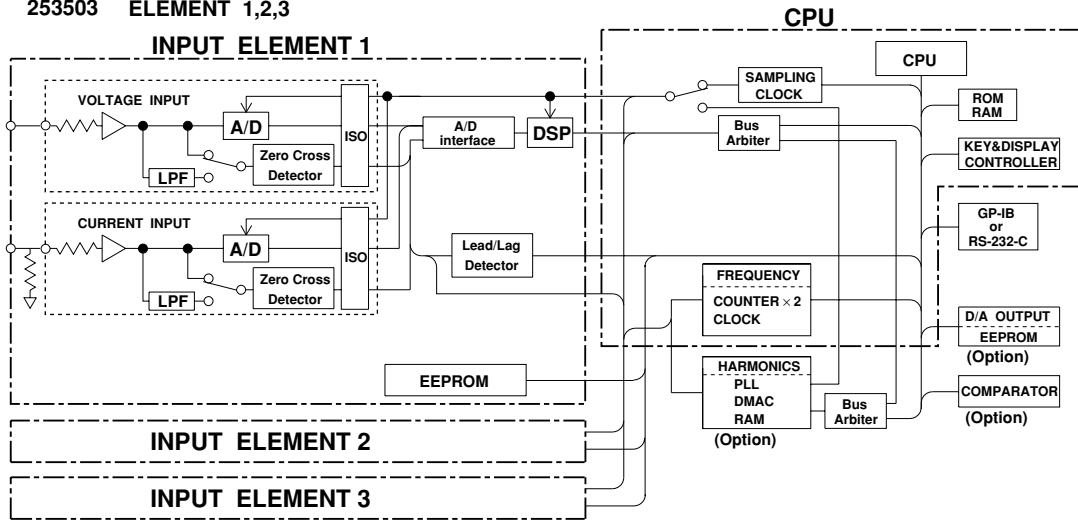 253503 ELEMENT 1,2,3
INPUT ELEMENT 1
VOLTAGE INPUT
A/D
LPF
Zero Cross
Detector
ISO
CURRENT INPUT
A/D
LPF
Zero Cross
Detector
ISO
A/D
interface
DSP
Lead/Lag
Detector
EEPROM
INPUT ELEMENT 2
INPUT ELEMENT 3
CPU
CPU
SAMPLING
CLOCK
Bus
Arbiter
ROM
RAM
KEY&DISPLAY
CONTROLLER
GP-IB
or
RS-232-C
FREQUENCY
COUNTER × 2
CLOCK
D/A OUTPUT
EEPROM
(Option)
HARMONICS
PLL
DMAC
RAM
(Option)
Bus
Arbiter
COMPARATOR
(Option)